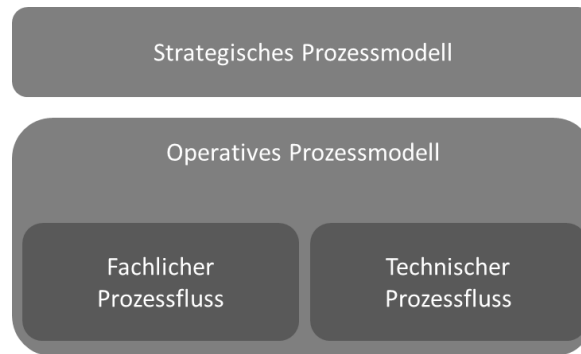 Strategisches Prozessmodell
Operatives Prozessmodell
Fachlicher
Prozessfluss
Technischer
Prozessfluss